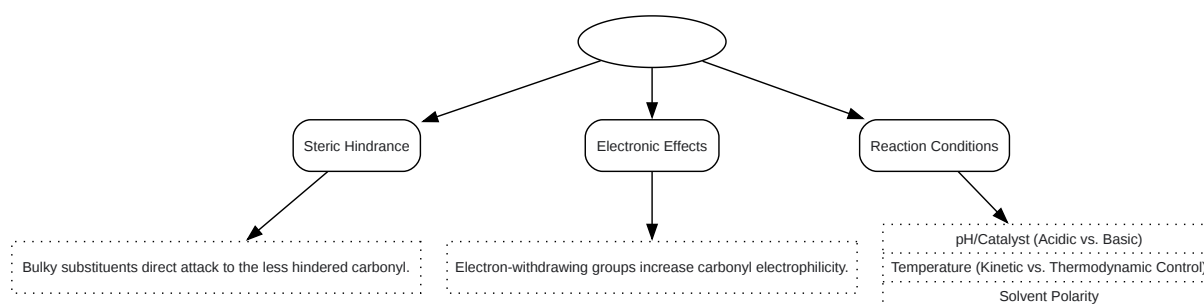 Steric Hindrance
Electronic Effects
Reaction Conditions
Bulky substituents direct attack to the less hindered carbonyl.
Electron-withdrawing groups increase carbonyl electrophilicity.
pH/Catalyst (Acidic vs. Basic)
Temperature (Kinetic vs. Thermodynamic Control)
Solvent Polarity